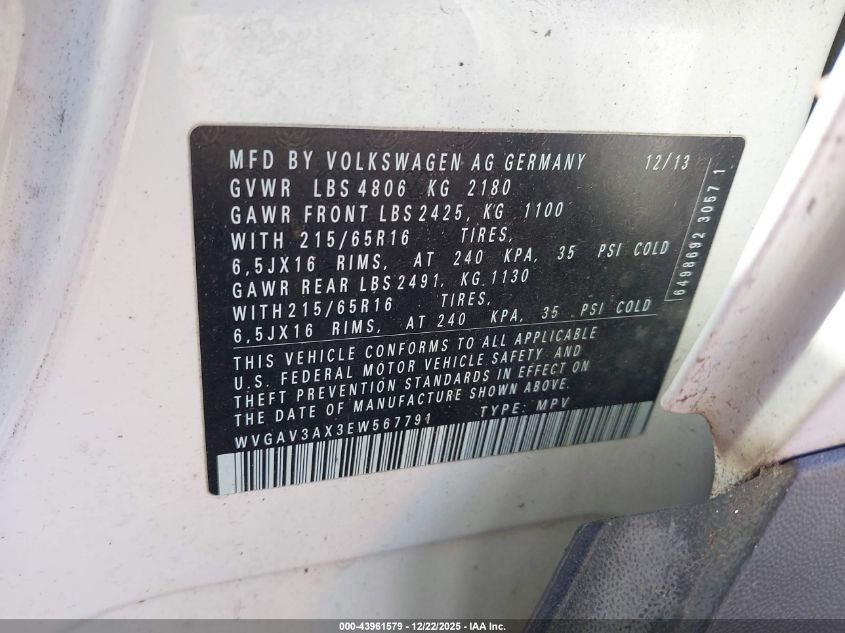 MFD BY VOLKSWAGEN AG GERMANY 12/13
GVWR LBS 4806 KG 2180
GAWR FRONT LBS 2425, KG 1100
WITH 215/65R16 TIRES,
6,5JX16 RIMS, AT 240 KPA, 35 PSI COLD
GAWR REAR LBS 2491, KG 1130
WITH 215/65R16 TIRES,
6,5JX16 RIMS, AT 240 KPA, 35 PSI COLD
THIS VEHICLE CONFORMS TO ALL APPLICABLE
U.S. FEDERAL MOTOR VEHICLE SAFETY AND
THEFT PREVENTION STANDARDS IN EFFECT ON
THE DATE OF MANUFACTURE SHOWN ABOVE.
WVGAV3AX3EW567791 TYPE: MPV
6498692 3057 1
000-43961579 - 12/22/2025 - IAA Inc.